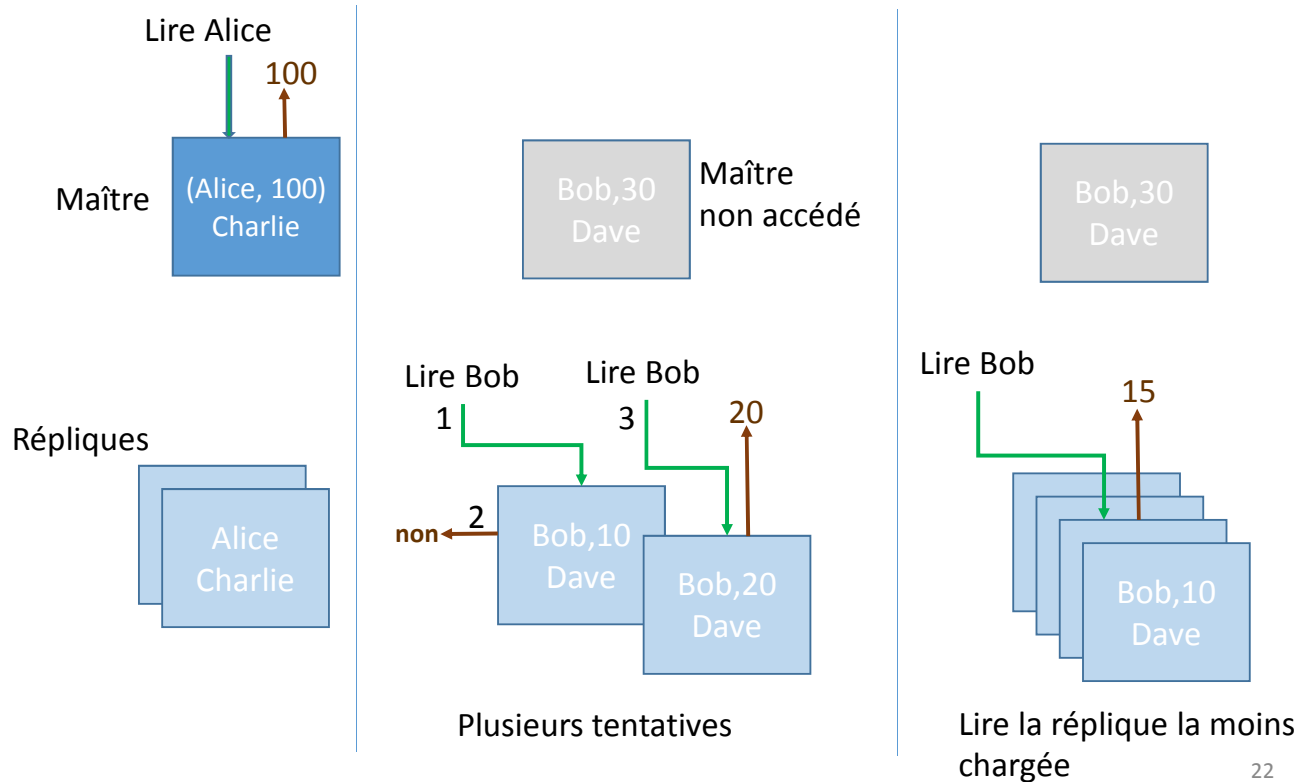 Lire Alice
100
Maître
(Alice, 100)
Charlie
Répliques
Alice
Charlie
Bob,30
Dave
Maître
non accédé
Lire Bob
1
Lire Bob
3
20
non
2
Bob,10
Dave
Bob,20
Dave
Plusieurs tentatives
Bob,30
Dave
Lire Bob
15
Bob,10
Dave
Lire la réplique la moins
chargée
22